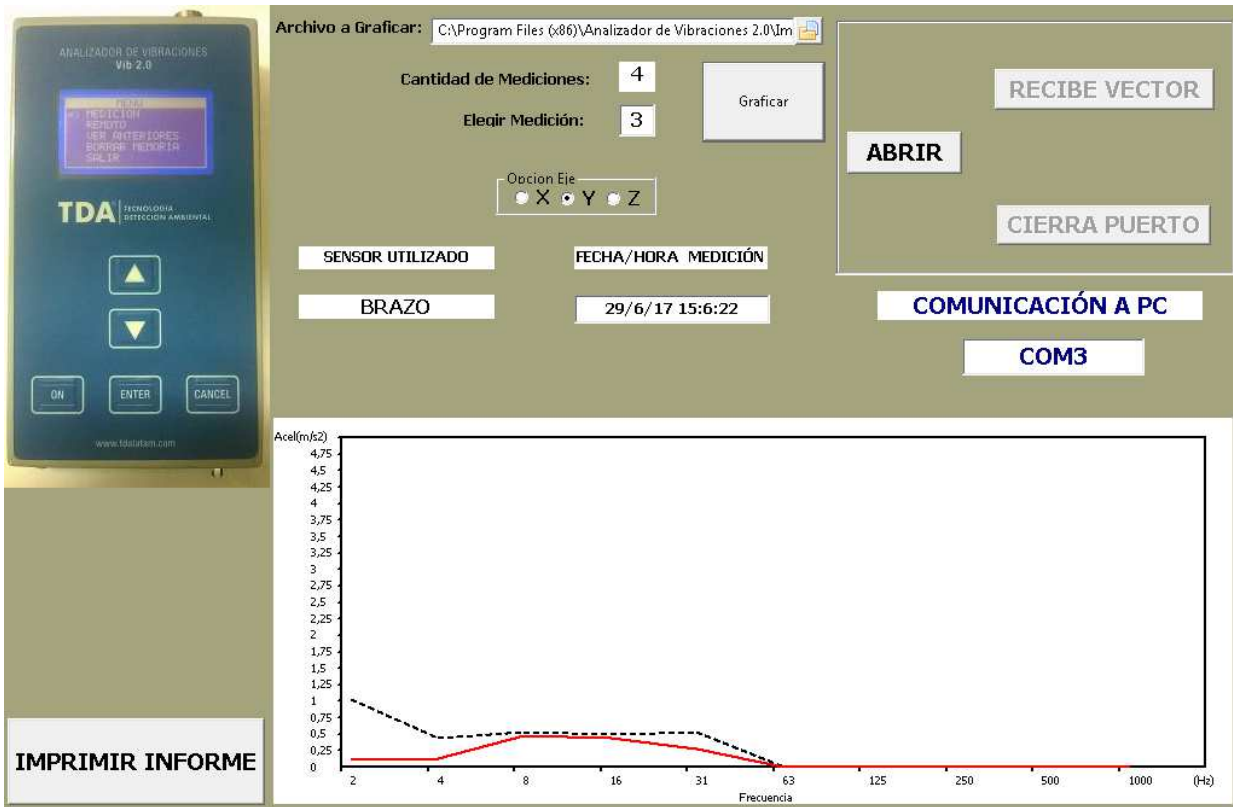 ANALIZADOR DE VIBRACIONES
Vib 2.0
MENU
MEDICION
REMOTO
VER ANTERIORES
BORRAR MEMORIA
SALIR
TDA TECNOLOGÍA
DETECCIÓN AMBIENTAL
ON ENTER CANCEL
www.tdalatam.com
Archivo a Graficar: C:\Program Files (x86)\Analizador de Vibraciones 2.0\Im
Cantidad de Mediciones: 4
Elegir Medición: 3
Graficar
Opcion Eje
X Y Z
SENSOR UTILIZADO FECHA/HORA MEDICIÓN
BRAZO 29/6/17 15:6:22
RECIBE VECTOR
ABRIR
CIERRA PUERTO
COMUNICACIÓN A PC
COM3
Acel(m/s2)
4,75
4,5
4,25
4
3,75
3,5
3,25
3
2,75
2,5
2,25
2
1,75
1,5
1,25
1
0,75
0,5
0,25
0
2 4 8 16 31 63 125 250 500 1000 (Hz)
Frecuencia
IMPRIMIR INFORME